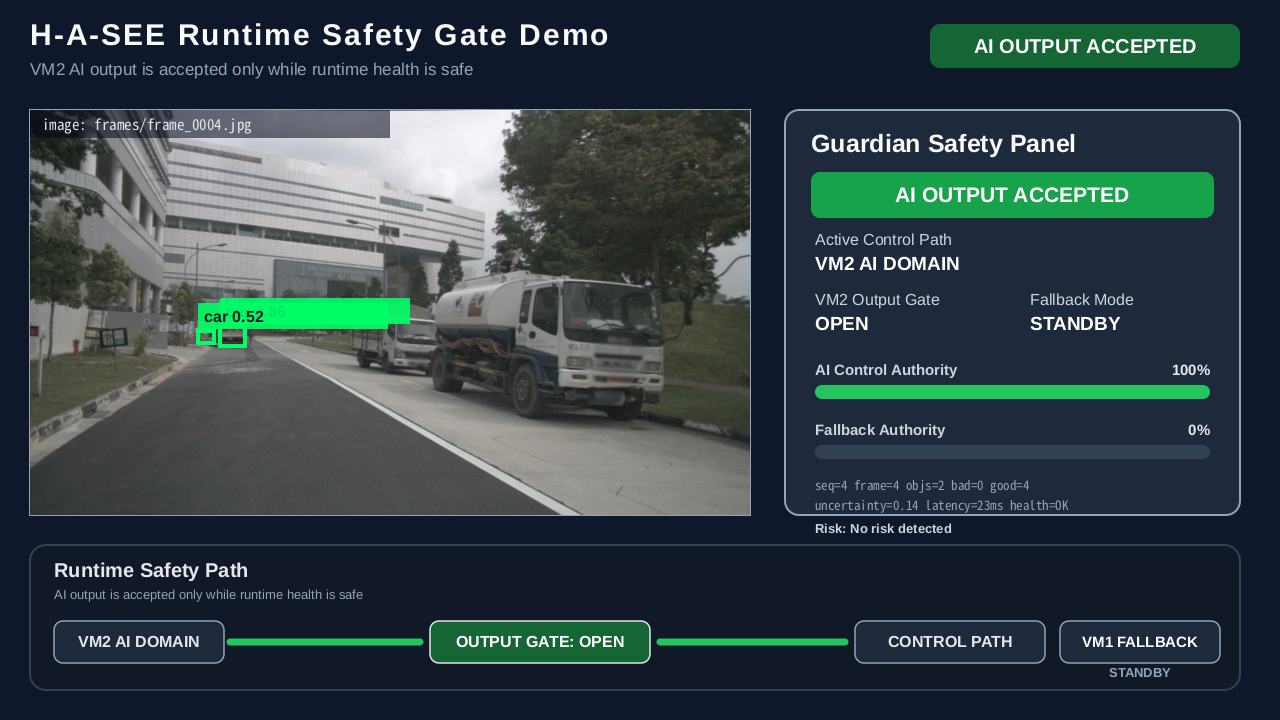 H-A-SEE Runtime Safety Gate Demo
VM2 AI output is accepted only while runtime health is safe
AI OUTPUT ACCEPTED
image: frames/frame_0004.jpg
car 0.52
Guardian Safety Panel
AI OUTPUT ACCEPTED
Active Control Path
VM2 AI DOMAIN
VM2 Output Gate
OPEN
Fallback Mode
STANDBY
AI Control Authority 100%
Fallback Authority 0%
seq=4 frame=4 objs=2 bad=0 good=4
uncertainty=0.14 latency=23ms health=OK
Risk: No risk detected
Runtime Safety Path
AI output is accepted only while runtime health is safe
VM2 AI DOMAIN
OUTPUT GATE: OPEN
CONTROL PATH
VM1 FALLBACK
STANDBY